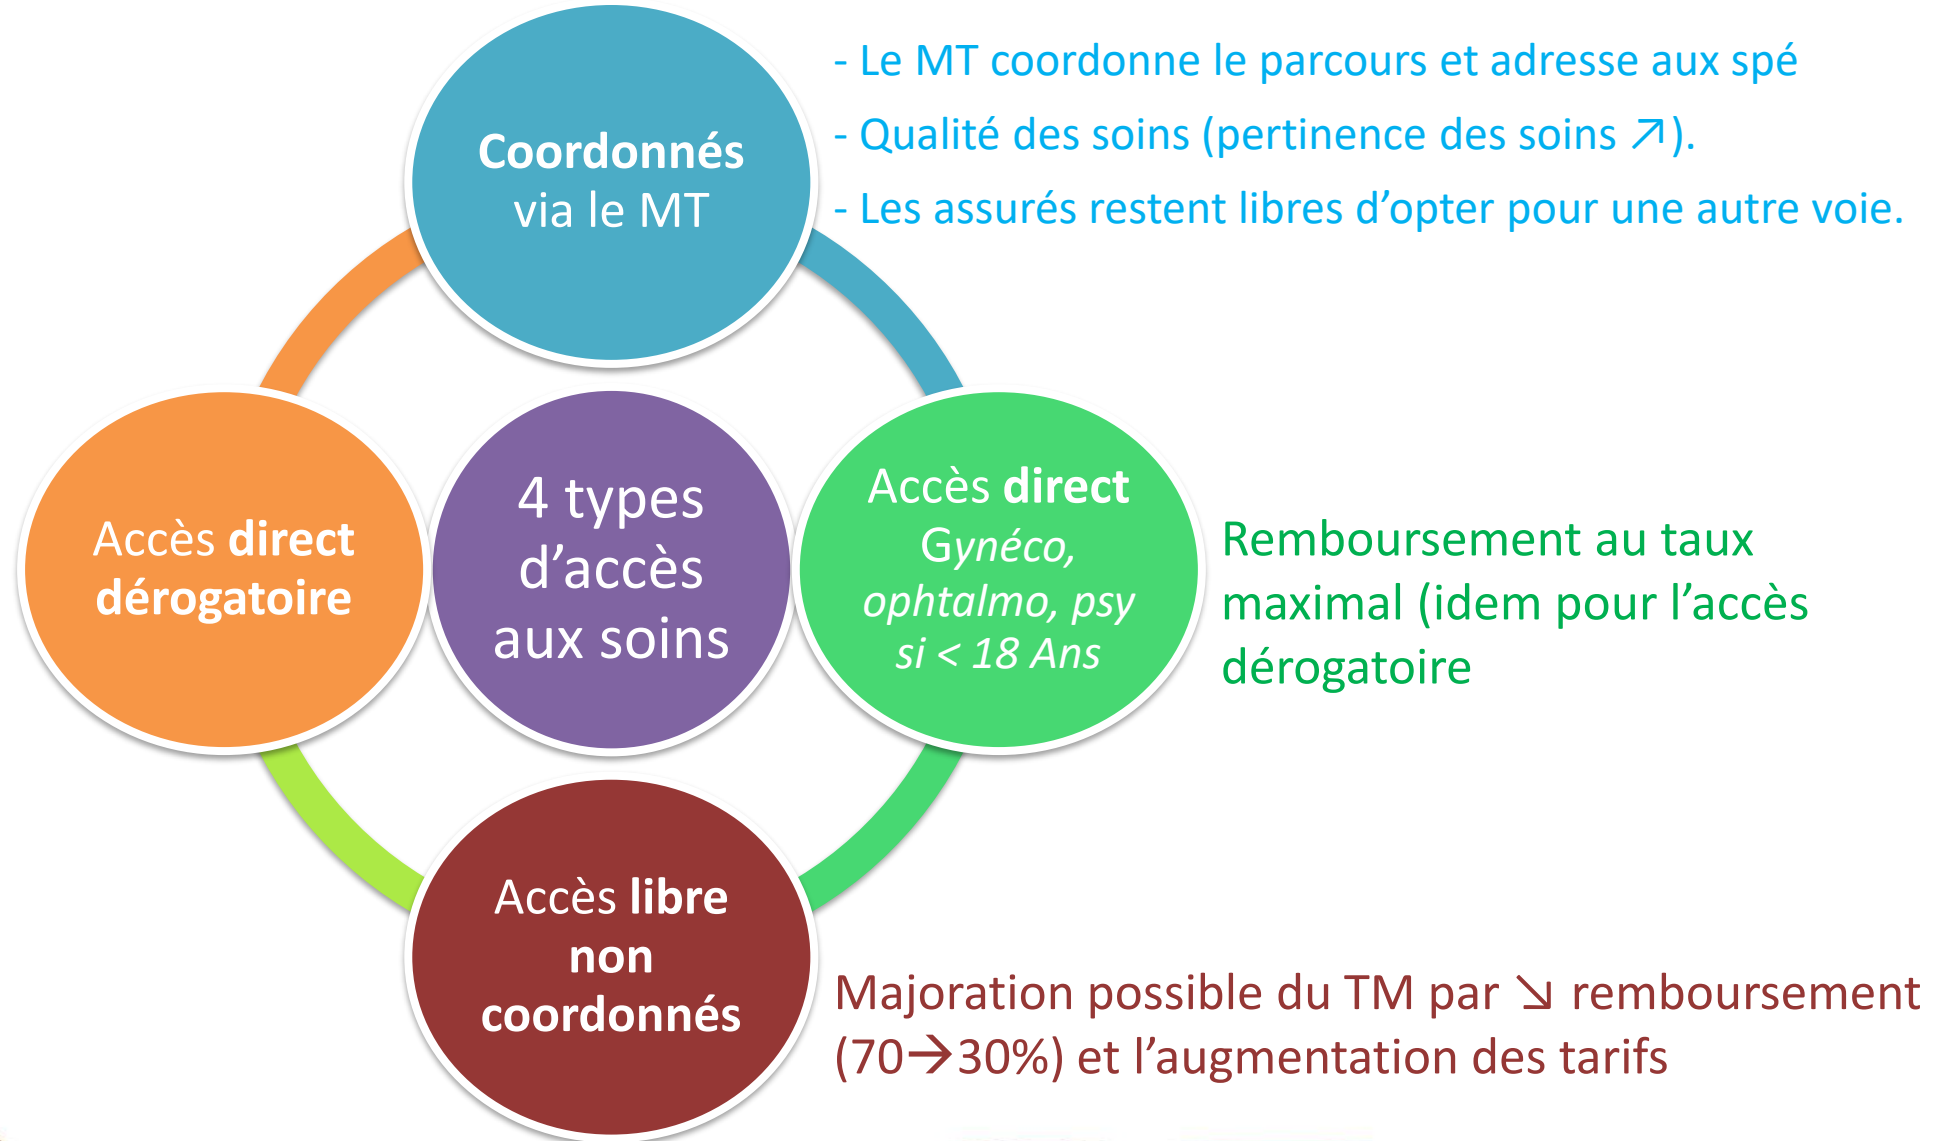 - Le MT coordonne le parcours et adresse aux spé
- Qualité des soins (pertinence des soins ↗).
- Les assurés restent libres d’opter pour une autre voie.
Coordonnés
via le MT
Accès direct
dérogatoire
4 types
d’accès
aux soins
Accès direct
Gynéco,
ophtalmo, psy
si < 18 Ans
Remboursement au taux
maximal (idem pour l’accès
dérogatoire
Accès libre
non
coordonnés
Majoration possible du TM par ↘ remboursement
(70→30%) et l’augmentation des tarifs